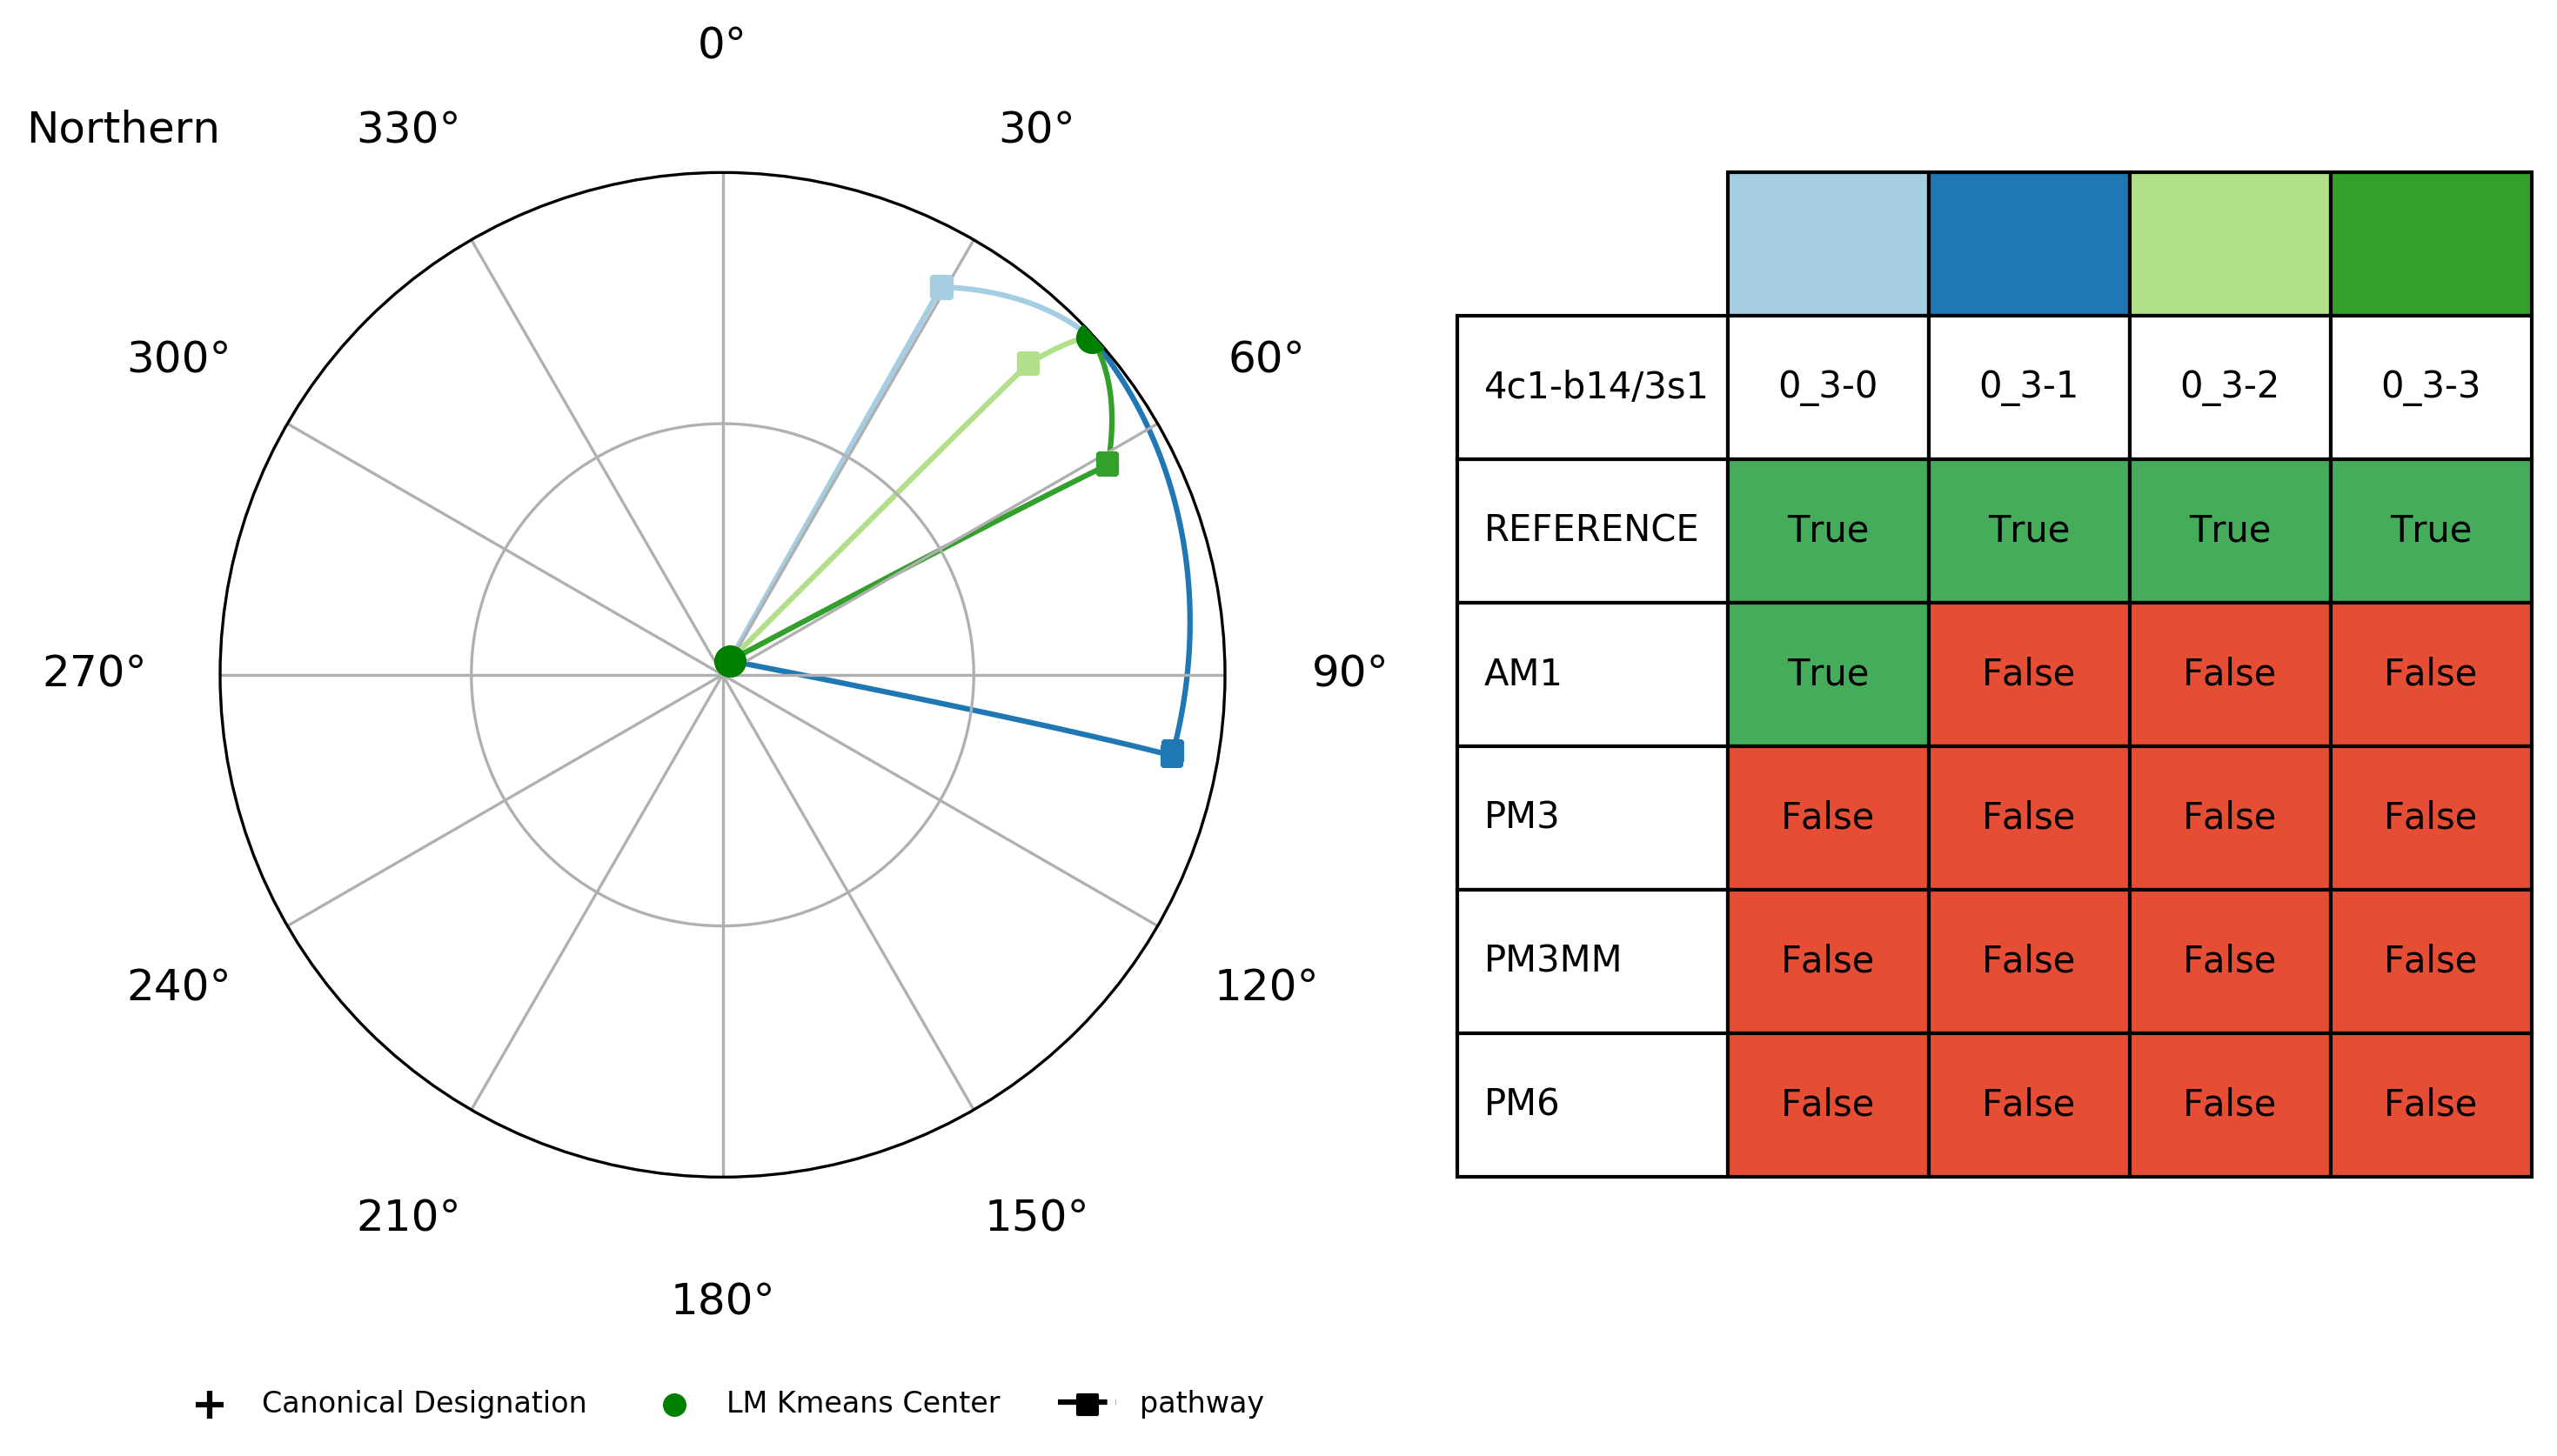 0°
Northern
330°
30°
300°
60°
270°
90°
240°
120°
210°
150°
180°
Canonical Designation
LM Kmeans Center
pathway
4c1-b14/3s1 0_3-0 0_3-1 0_3-2 0_3-3
REFERENCE True True True True
AM1 True False False False
PM3 False False False False
PM3MM False False False False
PM6 False False False False